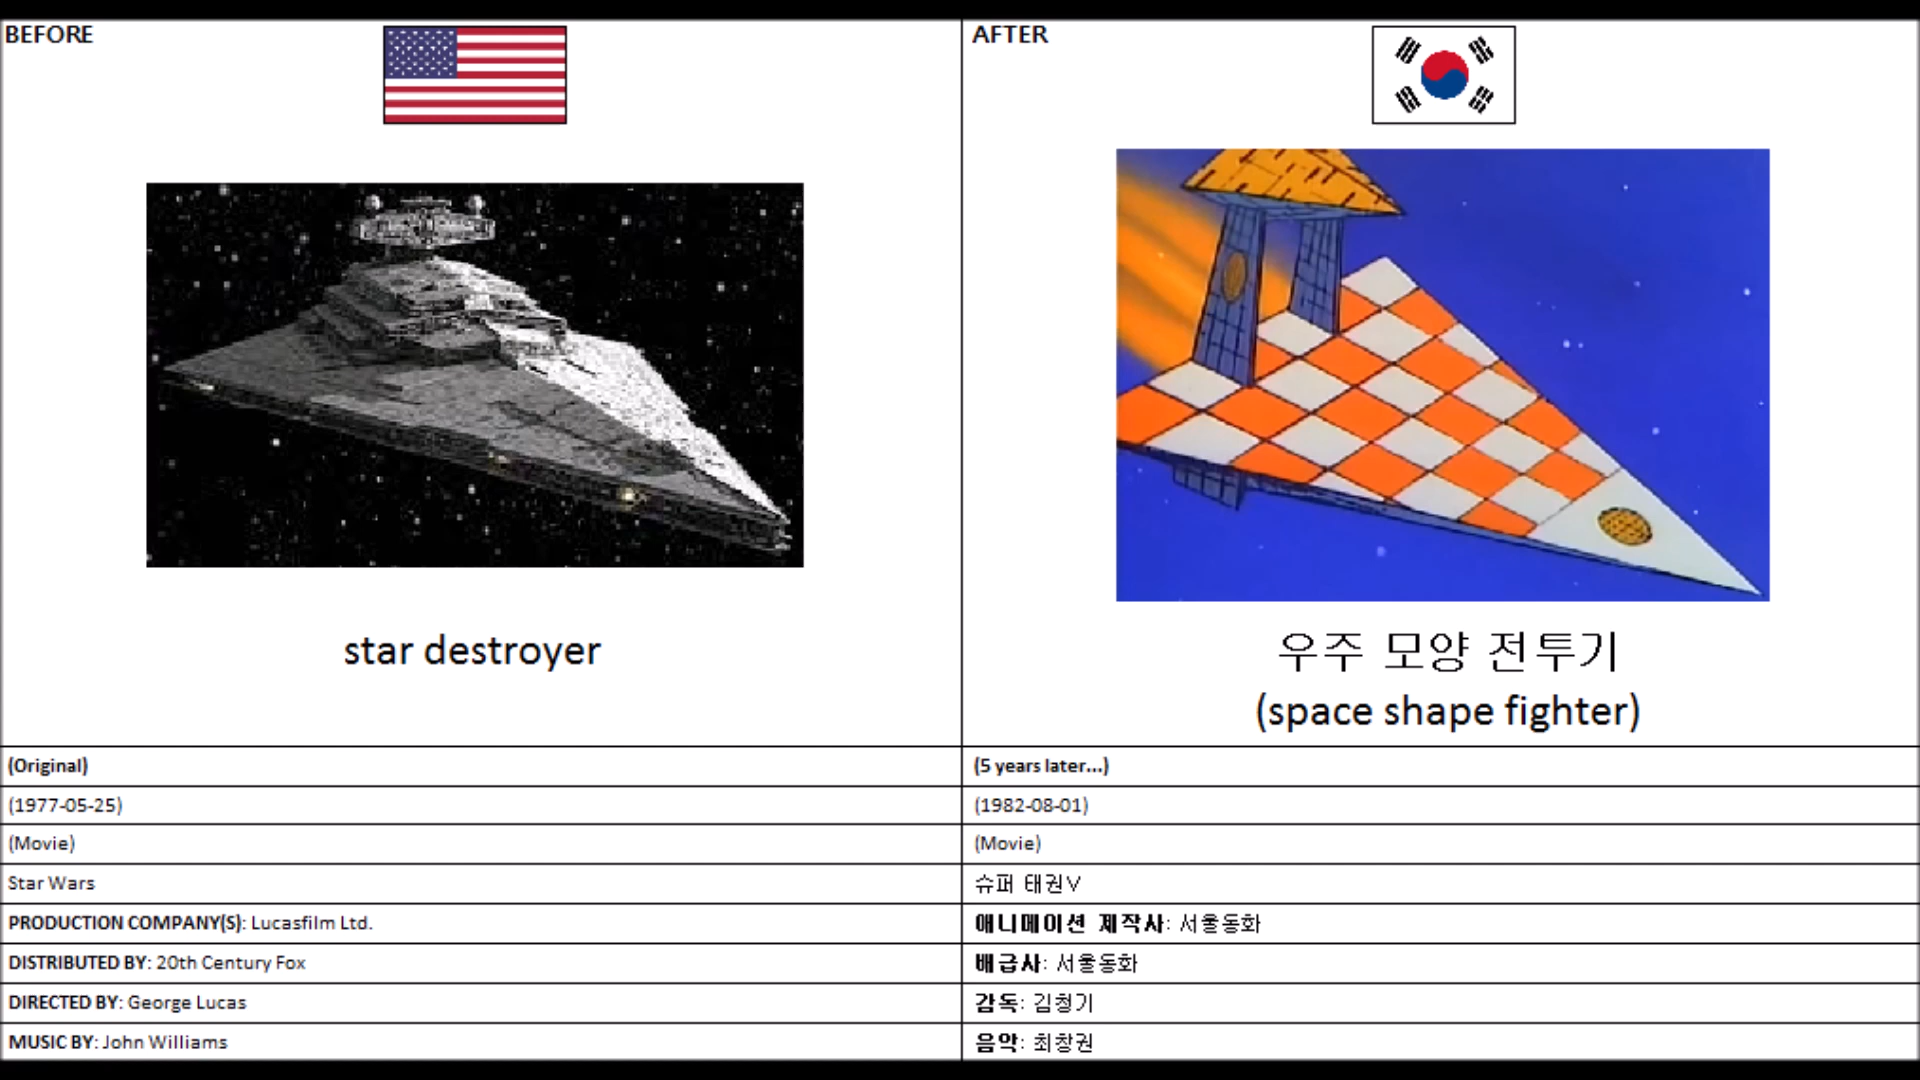 BEFORE
AFTER
star destroyer
우주 모양 전투기
(space shape fighter)
(Original)
(5 years later...)
(1977-05-25)
(1982-08-01)
(Movie)
(Movie)
Star Wars
슈퍼 태권V
PRODUCTION COMPANY(S): Lucasfilm Ltd.
애니메이션 제작사: 서울동화
DISTRIBUTED BY: 20th Century Fox
배급사: 서울동화
DIRECTED BY: George Lucas
감독: 김청기
MUSIC BY: John Williams
음악: 최창권